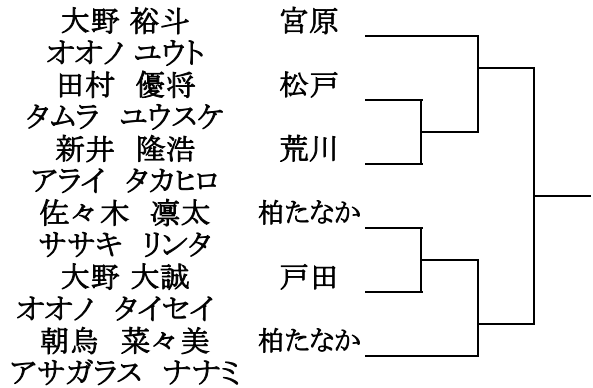 大野 裕斗 宮原
オオノ ユウト
田村 優将 松戸
タムラ ユウスケ
新井 隆浩 荒川
アライ タカヒロ
佐々木 凛太 柏たなか
ササキ リンタ
大野 大誠 戸田
オオノ タイセイ
朝烏 菜々美 柏たなか
アサガラス ナナミ